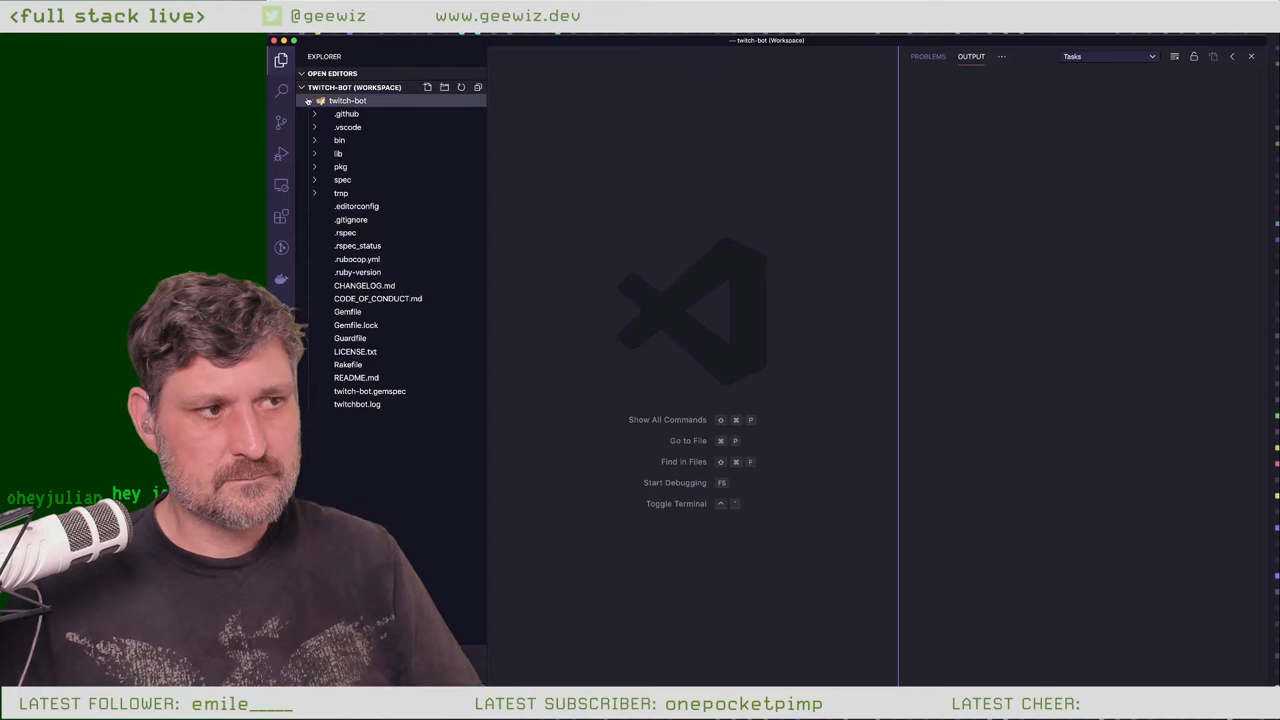 <full stack live> @geewiz www.geewiz.dev
— twitch-bot (Workspace)
EXPLORER
PROBLEMS OUTPUT ··· Tasks
OPEN EDITORS
TWITCH-BOT (WORKSPACE)
twitch-bot
.github
.vscode
bin
lib
pkg
spec
tmp
.editorconfig
.gitignore
.rspec
.rspec_status
.rubocop.yml
.ruby-version
CHANGELOG.md
CODE_OF_CONDUCT.md
Gemfile
Gemfile.lock
Guardfile
LICENSE.txt
Rakefile
README.md
twitch-bot.gemspec
twitchbot.log
Show All Commands ⇧ ⌘ P
Go to File ⌘ P
Find in Files ⇧ ⌘ F
Start Debugging F5
Toggle Terminal ⌃ `
oheyjulian hey
LATEST FOLLOWER: emile_____ LATEST SUBSCRIBER: onepocketpimp LATEST CHEER: